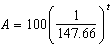 A = 100(1/147.66)^t